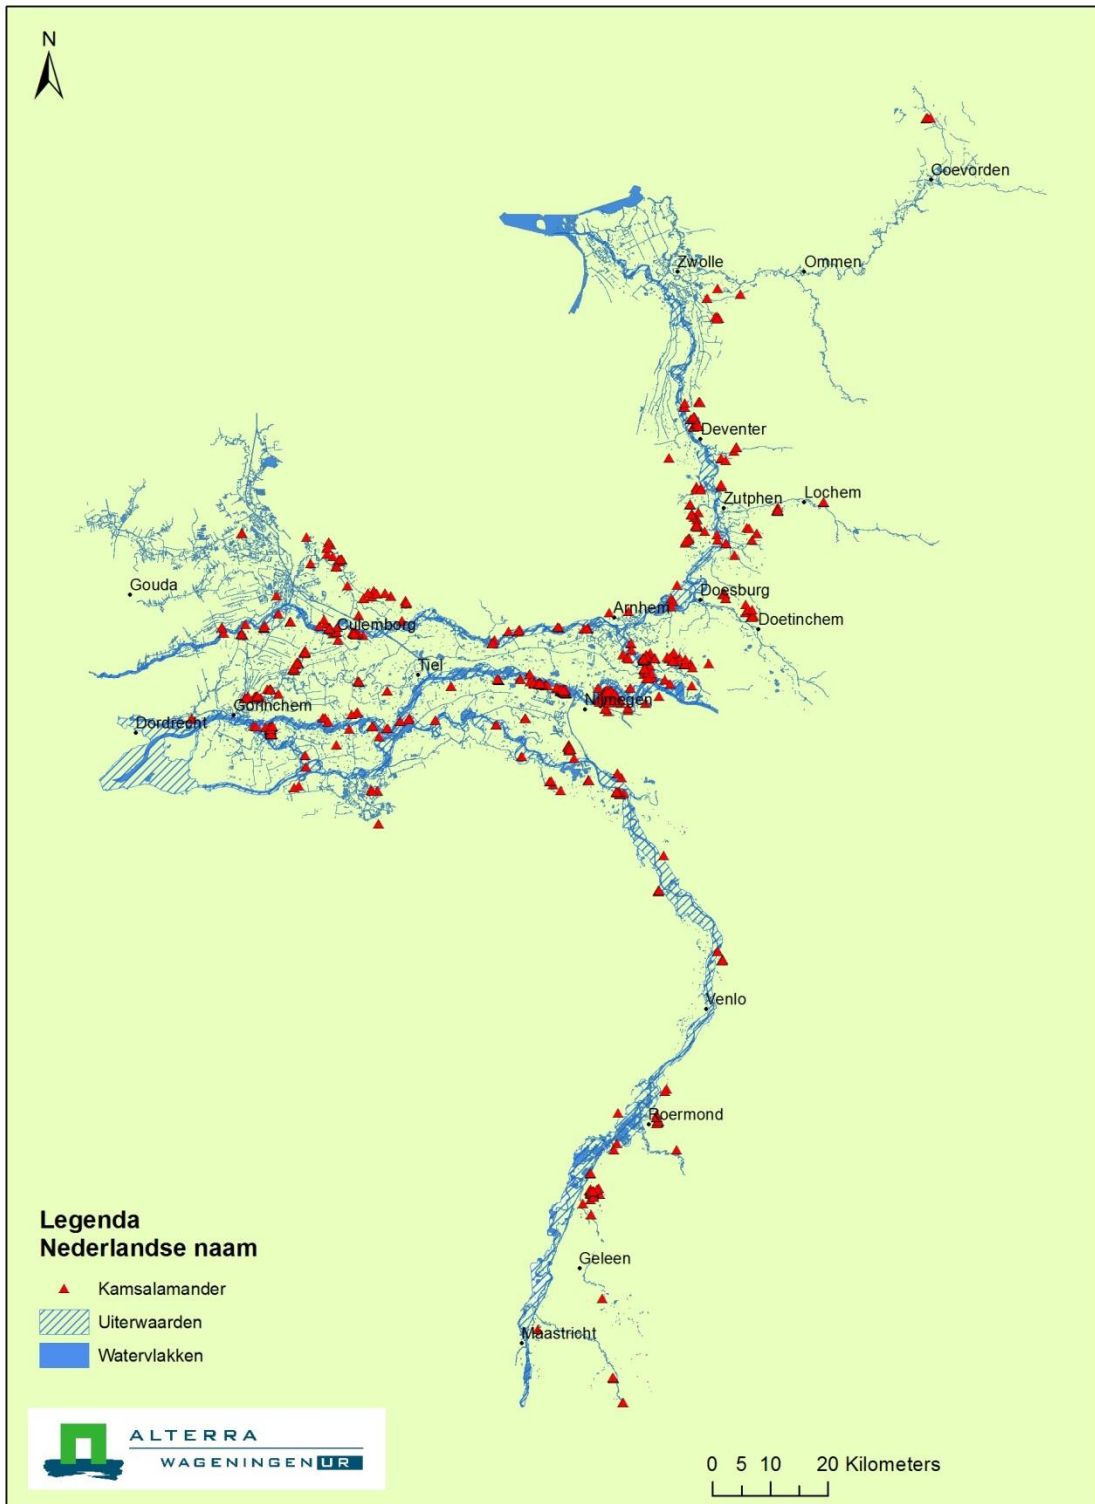 N
Coevorden
Zwolle
Ommen
Deventer
Zutphen
Lochem
Gouda
Doesburg
Arnhem
Culemborg
Doetinchem
Tiel
Nijmegen
Gorinchem
Dordrecht
Venlo
Roermond
Geleen
Maastricht
Legenda
Nederlandse naam
Kamsalamander
Uiterwaarden
Watervlakken
ALTERRA
WAGENINGEN UR
0 5 10 20 Kilometers